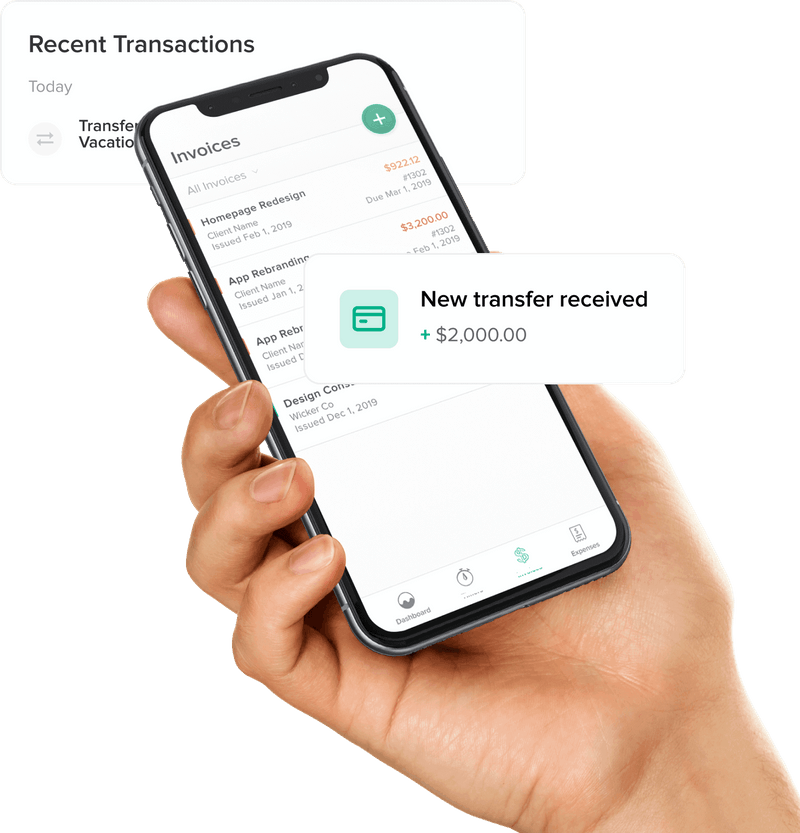 Recent Transactions
Today
Transfer
Vacatio
Invoices
All Invoices
$922.12
#1302
Due Mar 1, 2019
Homepage Redesign
Client Name
Issued Feb 1, 2019
$3,200.00
#1302
Feb 1, 2019
App Rebranding
Client Name
Issued Jan 1, 2
New transfer received
+ $2,000.00
App Rebr
Client Nar
Issued D
Design Cons
Wicker Co
Issued Dec 1, 2019
Dashboard
Expenses